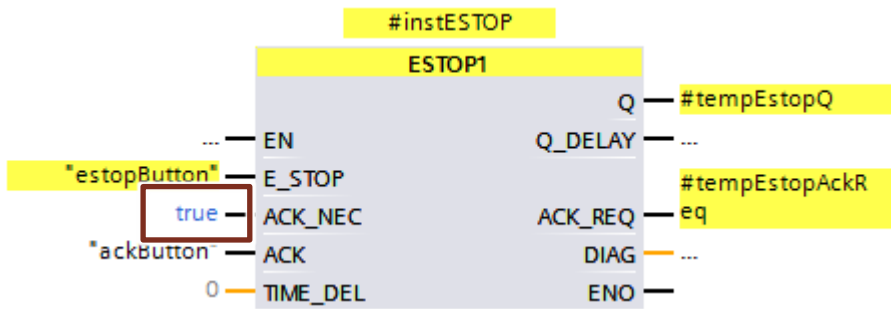 #instESTOP
ESTOP1
Q #tempEstopQ
... EN Q_DELAY ...
"estopButton" E_STOP #tempEstopAckR
true ACK_NEC ACK_REQ eq
"ackButton" ACK DIAG ...
0 TIME_DEL ENO